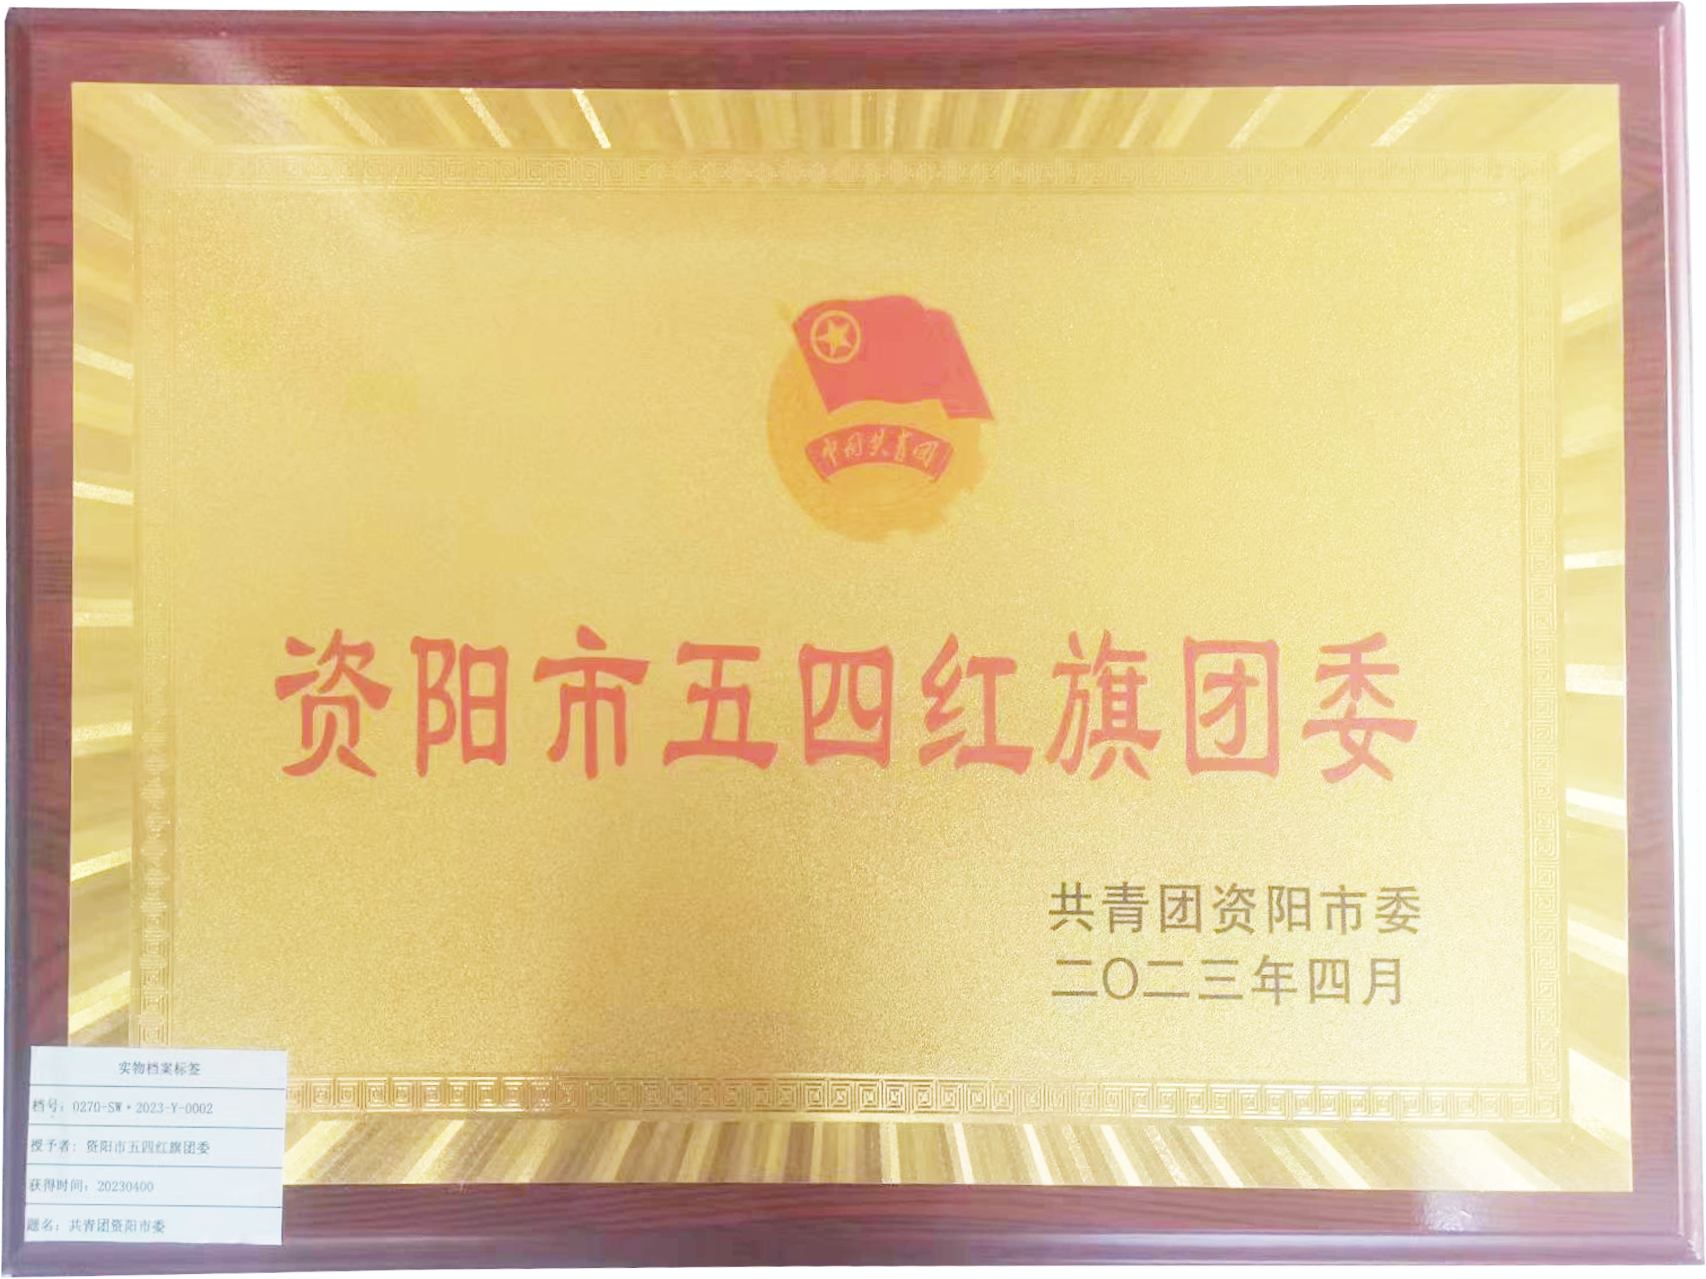 中国共青团
资阳市五四红旗团委
共青团资阳市委
二〇二三年四月
实物档案标签
档号：0270-SW·2023-Y-0002
授予者：资阳市五四红旗团委
获得时间：20230400
题名：共青团资阳市委